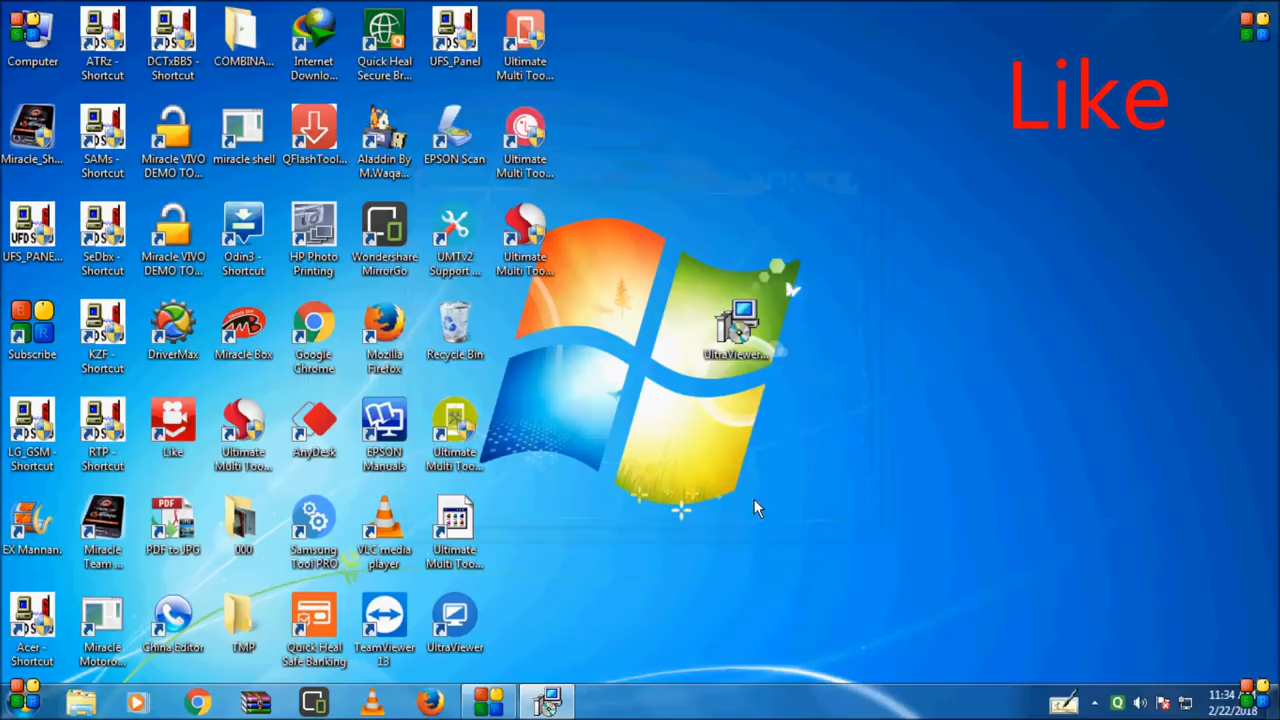 Like
Computer
ATRz -
Shortcut
DCTxBB5 -
Shortcut
COMBINA...
Internet
Downlo...
Quick Heal
Secure Br...
UFS_Panel
Ultimate
Multi Too...
Miracle_Sh...
SAMs -
Shortcut
Miracle VIVO
DEMO TO...
miracle shell
QFlashTool...
Aladdin By
M.Waqa...
EPSON Scan
Ultimate
Multi Too...
UFS_PANE...
SeDbx -
Shortcut
Miracle VIVO
DEMO TO...
Odin3 -
Shortcut
HP Photo
Printing
Wondershare
MirrorGo
UMTv2
Support ...
Ultimate
Multi Too...
Subscribe
KZF -
Shortcut
DriverMax
Miracle Box
Google
Chrome
Mozilla
Firefox
Recycle Bin
UltraViewer...
LG_GSM -
Shortcut
RTP -
Shortcut
Like
Ultimate
Multi Too...
AnyDesk
EPSON
Manuals
Ultimate
Multi Too...
EX Mannan.
Miracle
Team ...
PDF to JPG
000
Samsung
Tool PRO
VLC media
player
Ultimate
Multi Too...
Acer -
Shortcut
Miracle
Motoro...
China Editor
TMP
Quick Heal
Safe Banking
TeamViewer
13
UltraViewer
11:34
2/22/2018